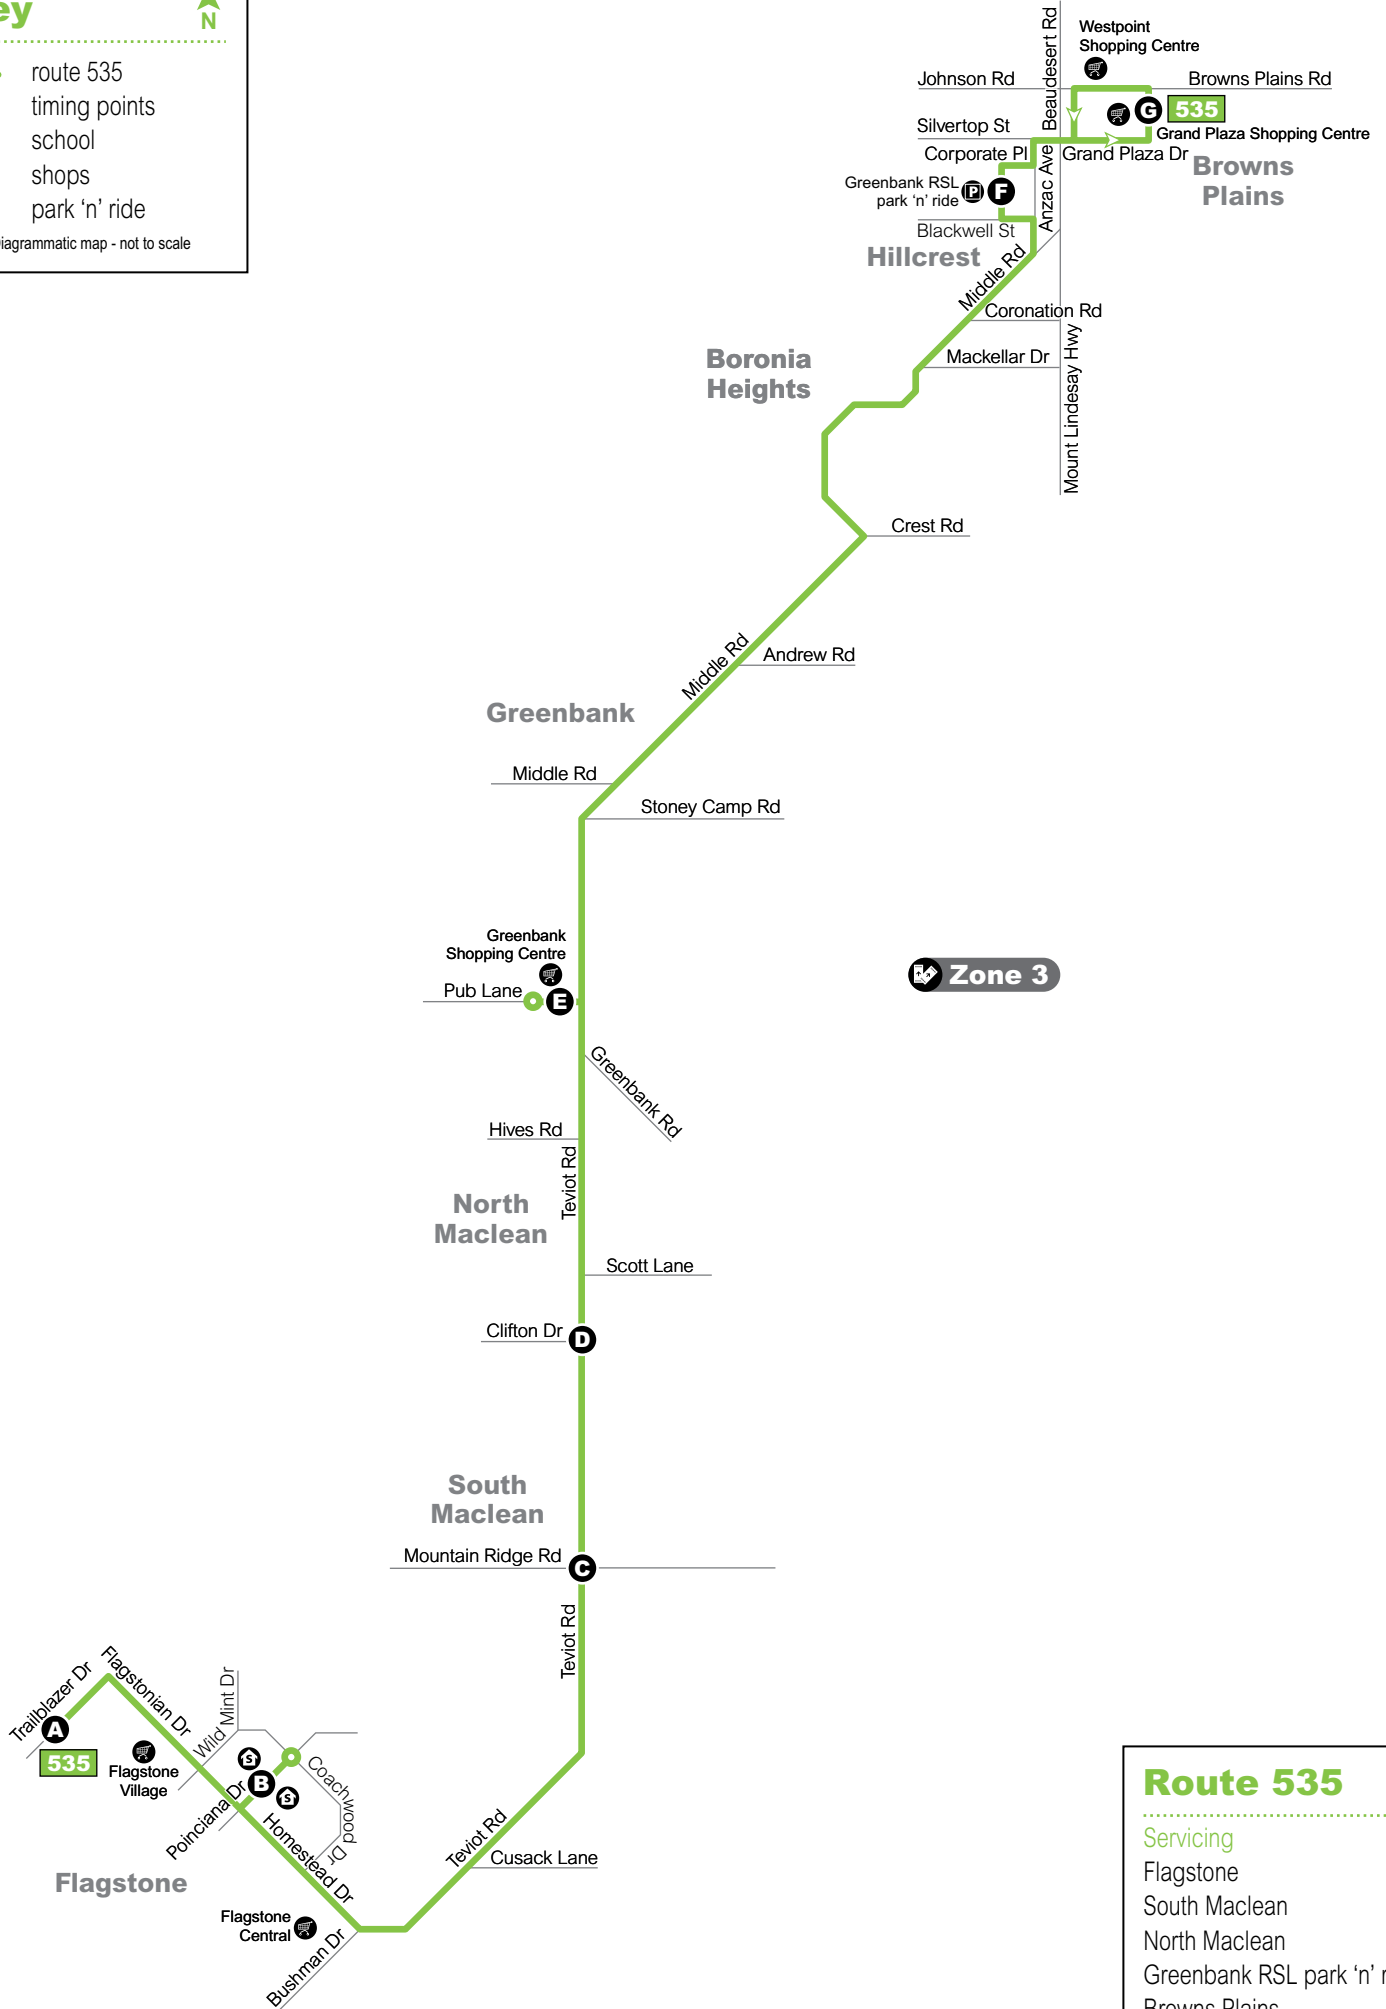 N
route 535
timing points
school
shops
park ‘n’ ride
Diagrammatic map - not to scale
Westpoint
Shopping Centre
Beaudesert Rd
Johnson Rd
Browns Plains Rd
G
535
Silvertop St
Grand Plaza Shopping Centre
Corporate Pl
Grand Plaza Dr
Browns
Plains
Anzac Ave
Greenbank RSL
park ‘n’ ride
P
F
Blackwell St
Hillcrest
Middle Rd
Coronation Rd
Mackellar Dr
Mount Lindesay Hwy
Boronia
Heights
Crest Rd
Middle Rd
Andrew Rd
Greenbank
Middle Rd
Stoney Camp Rd
Greenbank
Shopping Centre
Pub Lane
E
Zone 3
Greenbank Rd
Hives Rd
Teviot Rd
North
Maclean
Scott Lane
Clifton Dr
D
South
Maclean
Mountain Ridge Rd
C
Teviot Rd
Trailblazer Dr
Flagstonian Dr
A
535
Flagstone
Village
Wild Mint Dr
S
B
S
Coachwood Dr
Poinciana Dr
Homestead Dr
Flagstone
Teviot Rd
Cusack Lane
Flagstone
Central
Bushman Dr
Route 535
Servicing
Flagstone
South Maclean
North Maclean
Greenbank RSL park ‘n’
Browns Plains